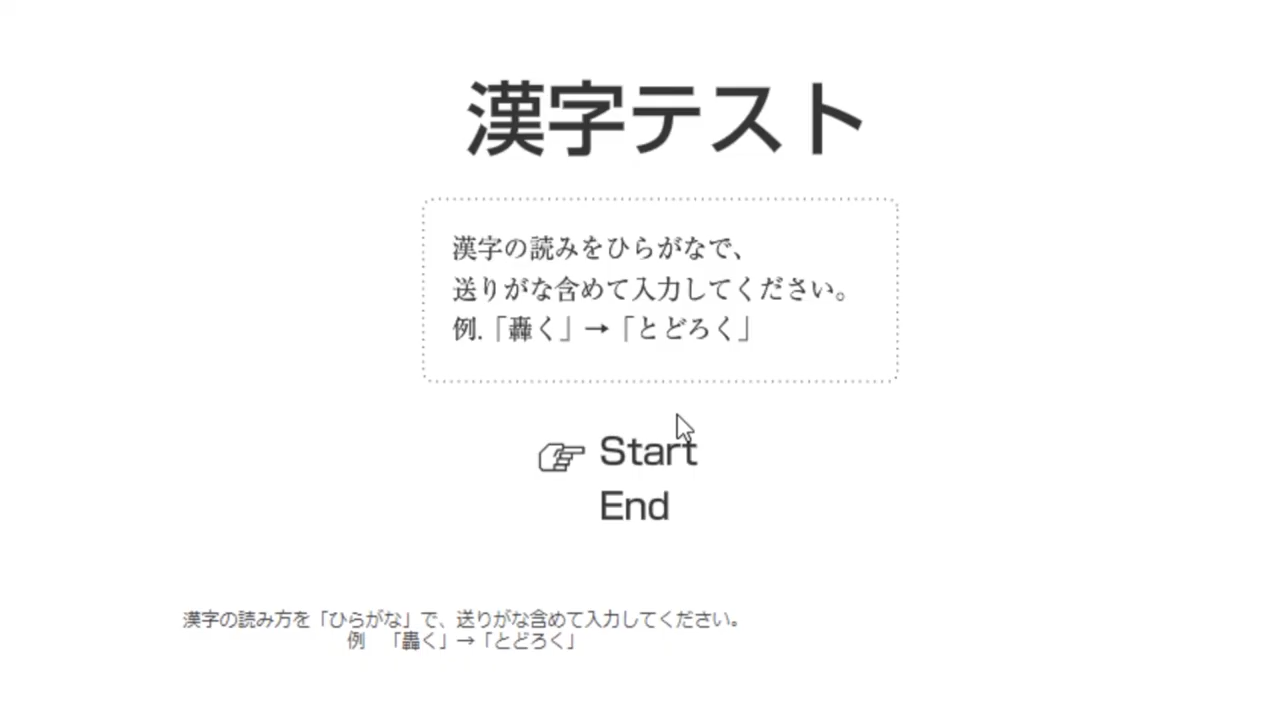 漢字テスト
漢字の読みをひらがなで、
送りがな含めて入力してください。
例.「轟く」→「とどろく」
Start
End
漢字の読み方を「ひらがな」で、送りがな含めて入力してください。
例　「轟く」→「とどろく」